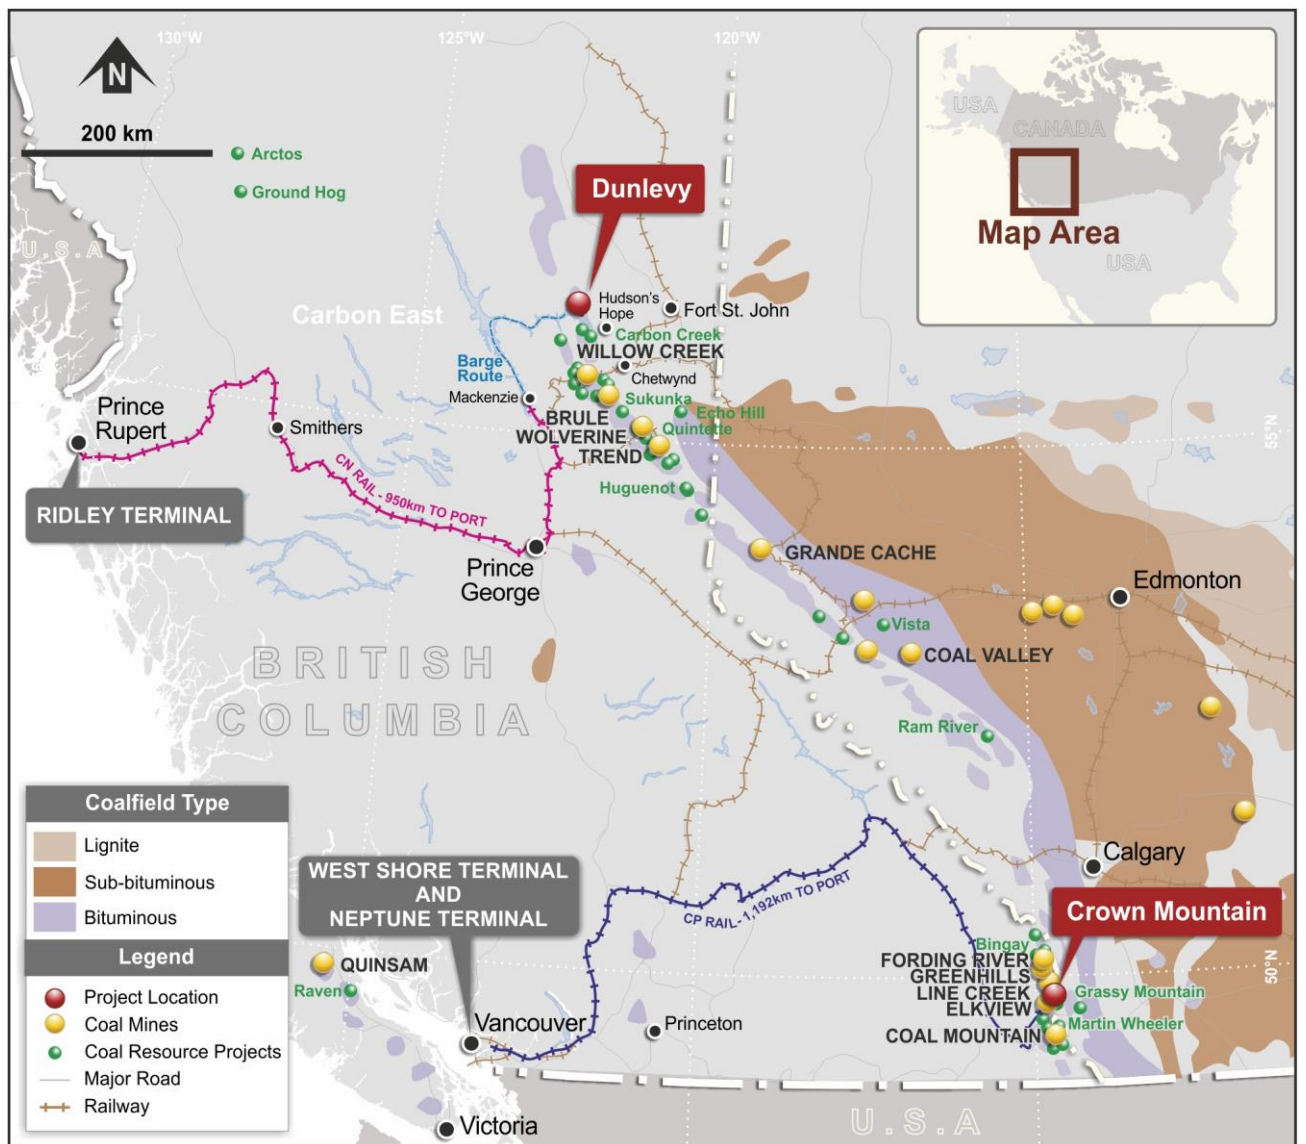 130°W
125°W
120°W
N
200 km
Arctos
Ground Hog
U.S.A
USA
CANADA
USA
Map Area
Dunlevy
Hudson's
Hope
Fort St. John
Carbon East
Carbon Creek
WILLOW CREEK
Chetwynd
Barge
Route
Mackenzie
Sukunka
Echo Hill
BRULE
Quintette
WOLVERINE
TREND
Huguenot
55°N
Prince
Rupert
Smithers
RIDLEY TERMINAL
CN RAIL - 950km TO PORT
Prince
George
GRANDE CACHE
Edmonton
Vista
COAL VALLEY
BRITISH
COLUMBIA
Ram River
Coalfield Type
Lignite
Sub-bituminous
Bituminous
Legend
Project Location
Coal Mines
Coal Resource Projects
Major Road
Railway
WEST SHORE TERMINAL
AND
NEPTUNE TERMINAL
CP RAIL - 1,192km TO PORT
Calgary
Crown Mountain
Bingay
FORDING RIVER
GREENHILLS
LINE CREEK
ELKVIEW
COAL MOUNTAIN
Grassy Mountain
Martin Wheeler
50°N
QUINSAM
Raven
Vancouver
Princeton
Victoria
U.S.A